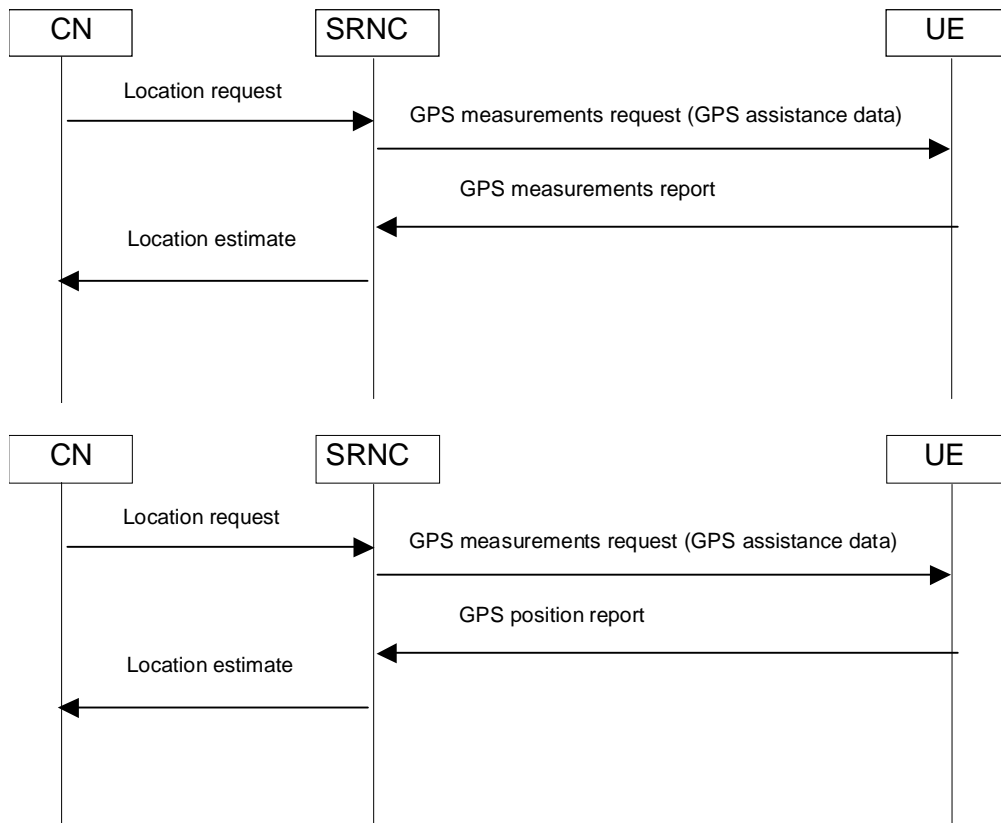 CN
SRNC
UE
Location request
GPS measurements request (GPS assistance data)
GPS measurements report
Location estimate
CN
SRNC
UE
Location request
GPS measurements request (GPS assistance data)
GPS position report
Location estimate